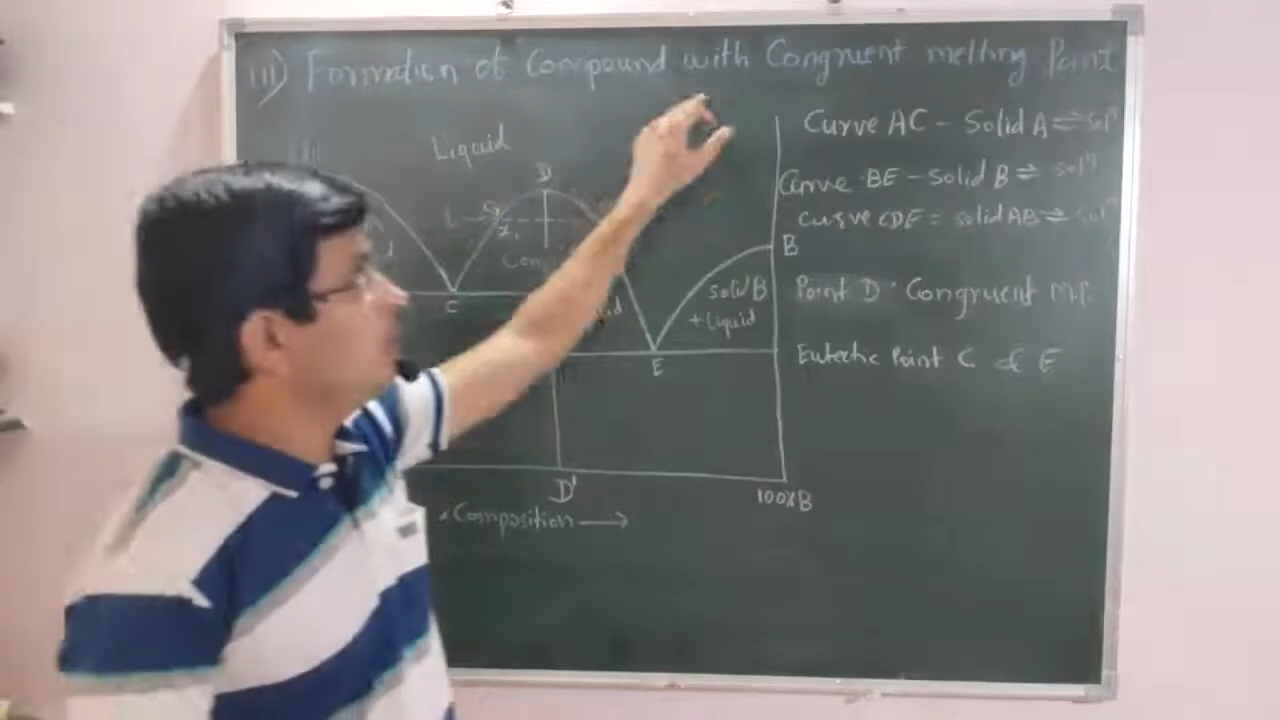 III) Formation of Compound with Congruent melting Point
Curve AC - Solid A ⇌ solⁿ
Curve BE - Solid B ⇌ solⁿ
Curve CDE = solid AB ⇌ solⁿ
Point D · Congruent M.P.
Eutectic Point C & E
Liquid
D
L
C
E
B
solid B
+ Liquid
D'
100% B
Composition →